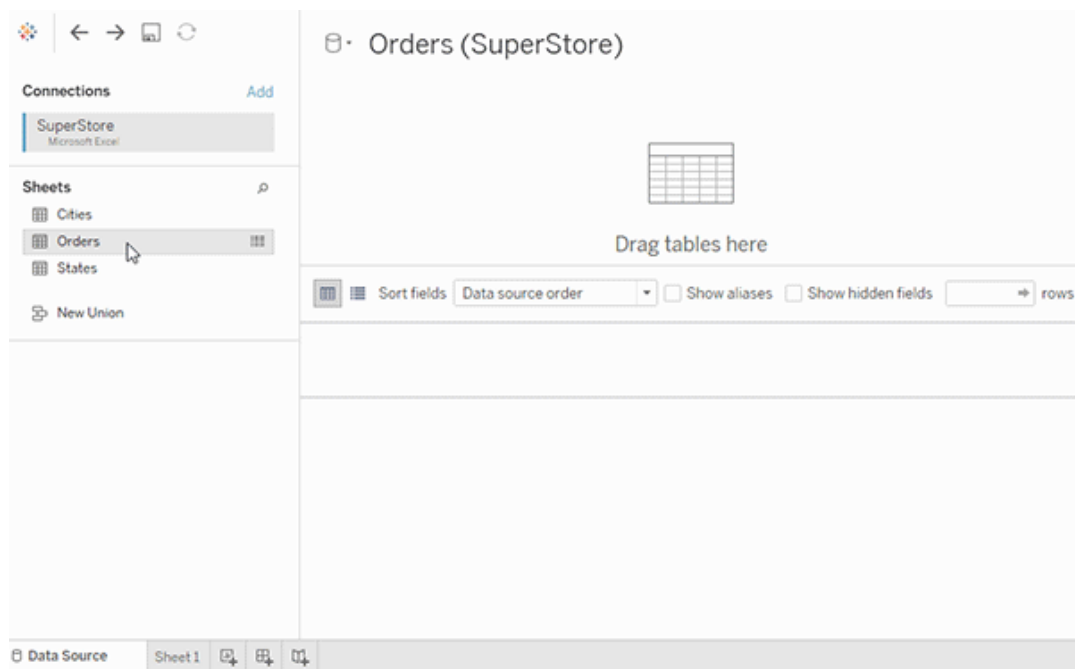 Orders (SuperStore)
Connections
Add
SuperStore
Microsoft Excel
Sheets
Cities
Orders
States
New Union
Drag tables here
Sort fields Data source order Show aliases Show hidden fields rows
Data Source Sheet 1